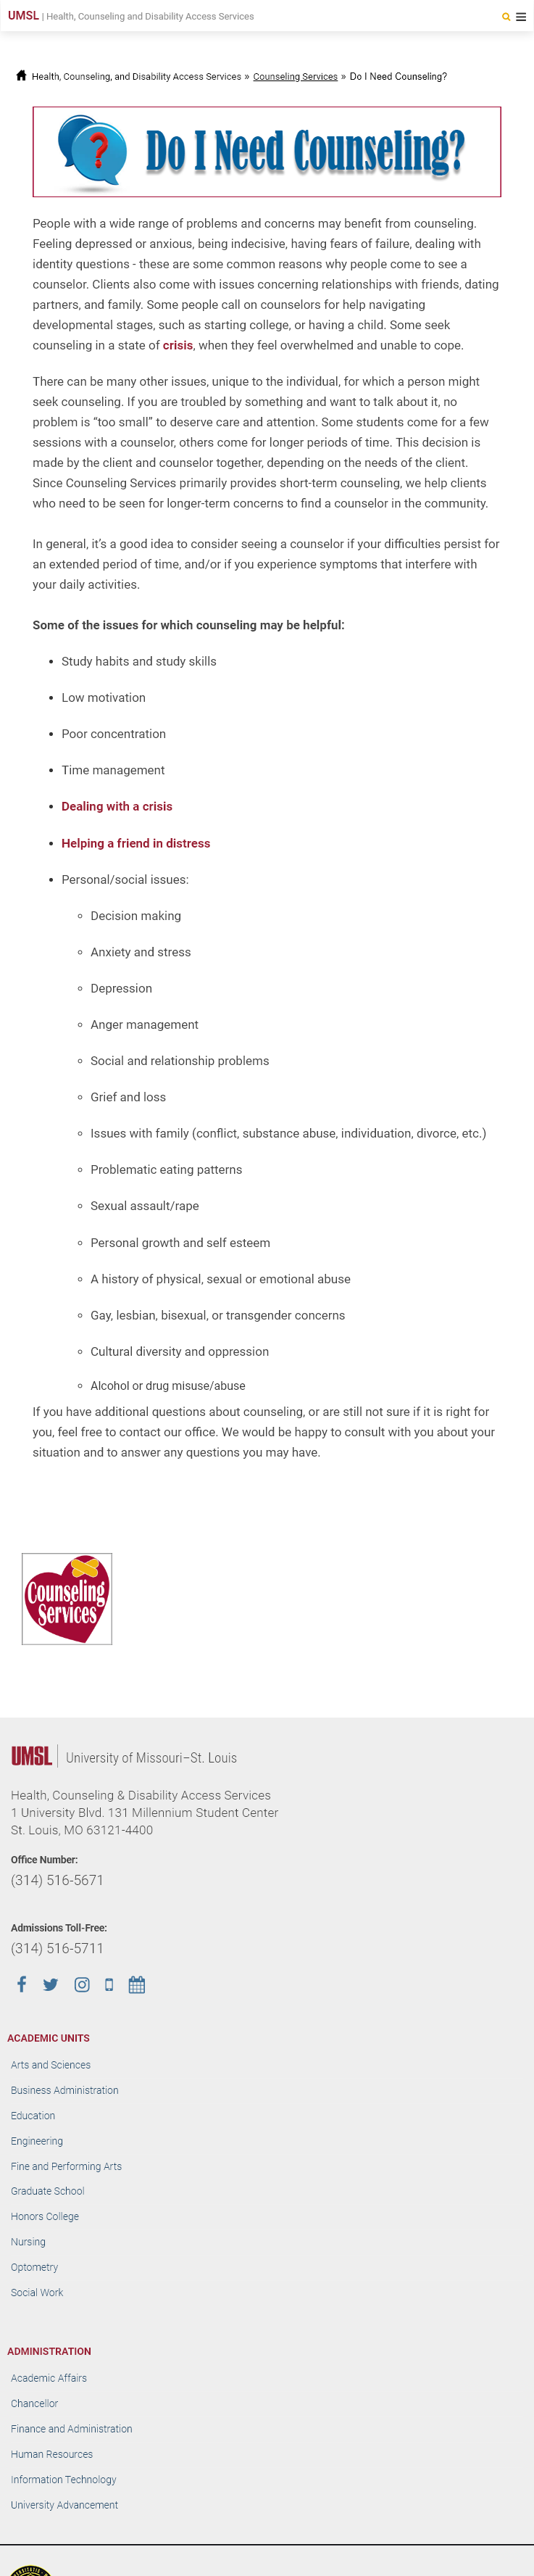 UMSL | Health, Counseling and Disability Access Services
Health, Counseling, and Disability Access Services » Counseling Services » Do I Need Counseling?
? Do I Need Counseling?
People with a wide range of problems and concerns may benefit from counseling.
Feeling depressed or anxious, being indecisive, having fears of failure, dealing with
identity questions - these are some common reasons why people come to see a
counselor. Clients also come with issues concerning relationships with friends, dating
partners, and family. Some people call on counselors for help navigating
developmental stages, such as starting college, or having a child. Some seek
counseling in a state of crisis, when they feel overwhelmed and unable to cope.
There can be many other issues, unique to the individual, for which a person might
seek counseling. If you are troubled by something and want to talk about it, no
problem is “too small” to deserve care and attention. Some students come for a few
sessions with a counselor, others come for longer periods of time. This decision is
made by the client and counselor together, depending on the needs of the client.
Since Counseling Services primarily provides short-term counseling, we help clients
who need to be seen for longer-term concerns to find a counselor in the community.
In general, it’s a good idea to consider seeing a counselor if your difficulties persist for
an extended period of time, and/or if you experience symptoms that interfere with
your daily activities.
Some of the issues for which counseling may be helpful:
• Study habits and study skills
• Low motivation
• Poor concentration
• Time management
• Dealing with a crisis
• Helping a friend in distress
• Personal/social issues:
◦ Decision making
◦ Anxiety and stress
◦ Depression
◦ Anger management
◦ Social and relationship problems
◦ Grief and loss
◦ Issues with family (conflict, substance abuse, individuation, divorce, etc.)
◦ Problematic eating patterns
◦ Sexual assault/rape
◦ Personal growth and self esteem
◦ A history of physical, sexual or emotional abuse
◦ Gay, lesbian, bisexual, or transgender concerns
◦ Cultural diversity and oppression
◦ Alcohol or drug misuse/abuse
If you have additional questions about counseling, or are still not sure if it is right for
you, feel free to contact our office. We would be happy to consult with you about your
situation and to answer any questions you may have.
Counseling
Services
UMSL | University of Missouri–St. Louis
Health, Counseling & Disability Access Services
1 University Blvd. 131 Millennium Student Center
St. Louis, MO 63121-4400
Office Number:
(314) 516-5671
Admissions Toll-Free:
(314) 516-5711
ACADEMIC UNITS
Arts and Sciences
Business Administration
Education
Engineering
Fine and Performing Arts
Graduate School
Honors College
Nursing
Optometry
Social Work
ADMINISTRATION
Academic Affairs
Chancellor
Finance and Administration
Human Resources
Information Technology
University Advancement